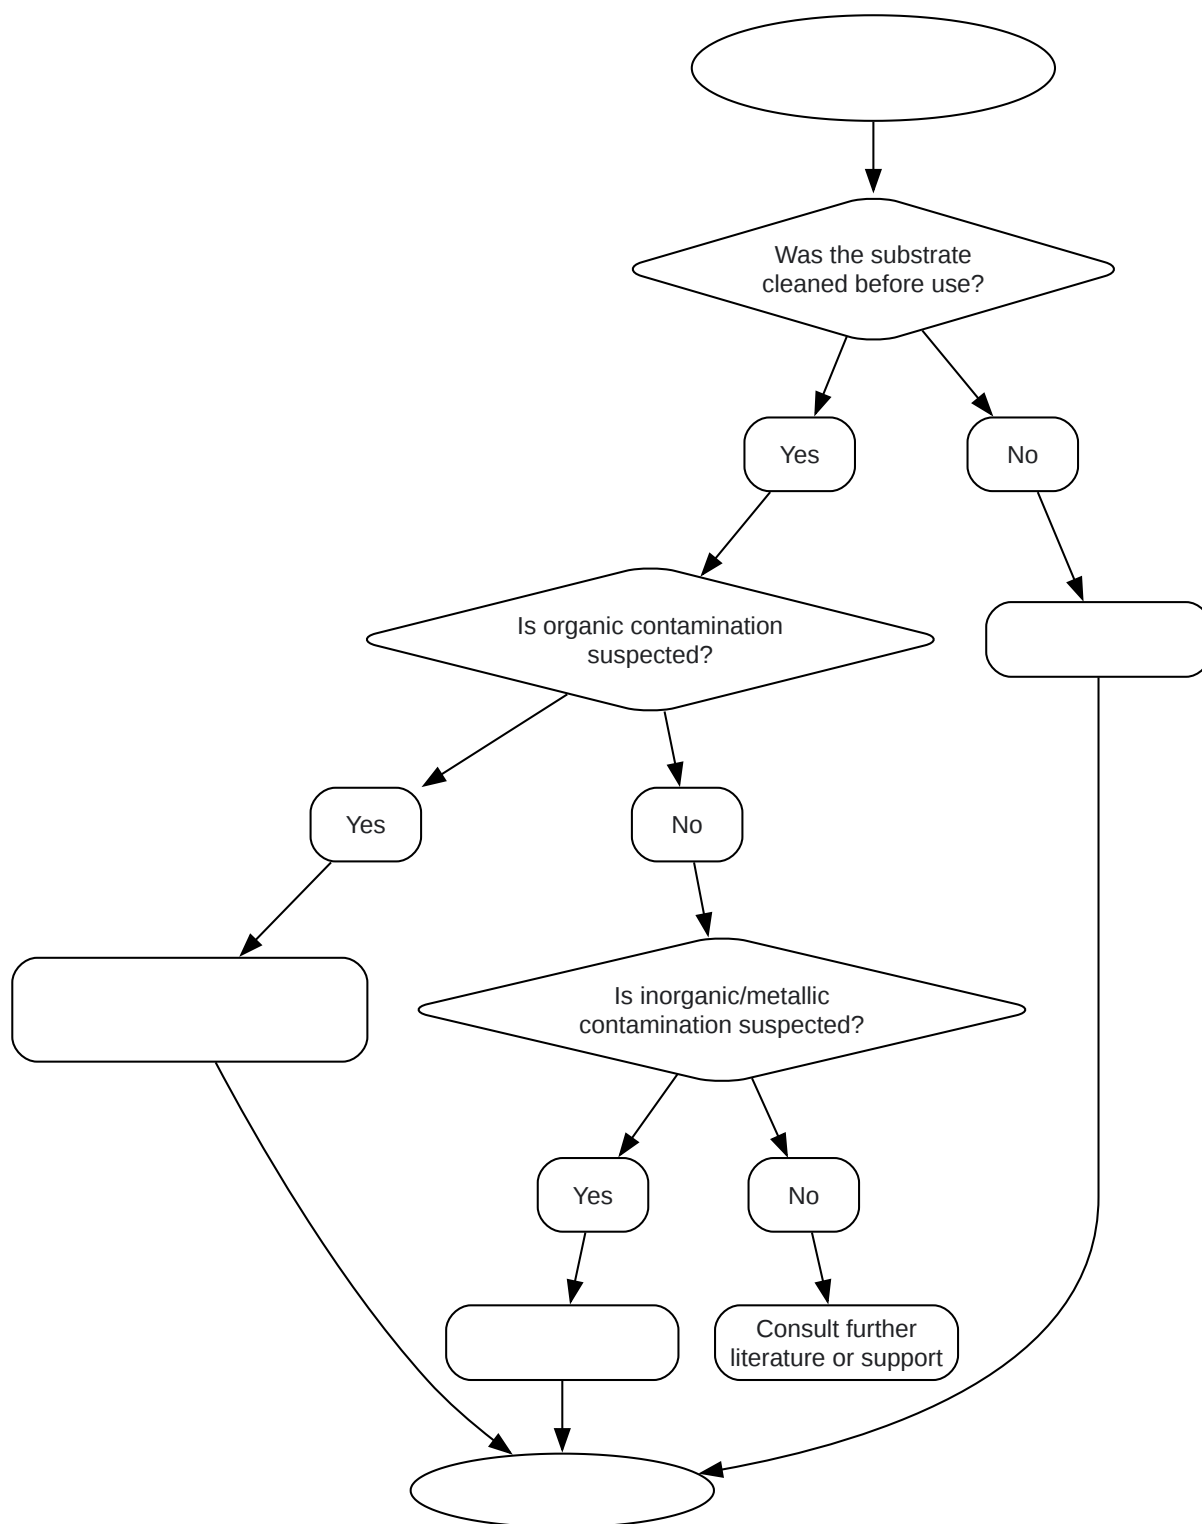 Was the substrate
cleaned before use?
Yes
No
Is organic contamination
suspected?
Yes
No
Is inorganic/metallic
contamination suspected?
Yes
No
Consult further
literature or support